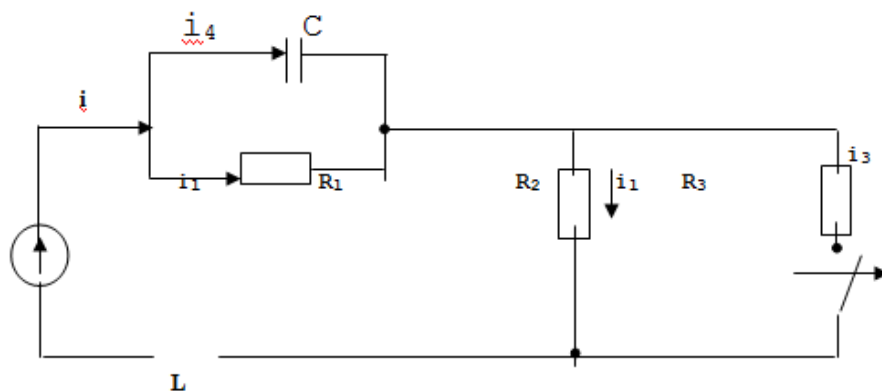 i₄ C
i
i₁ R₁
R₂ i₁ R₃ i₃
L